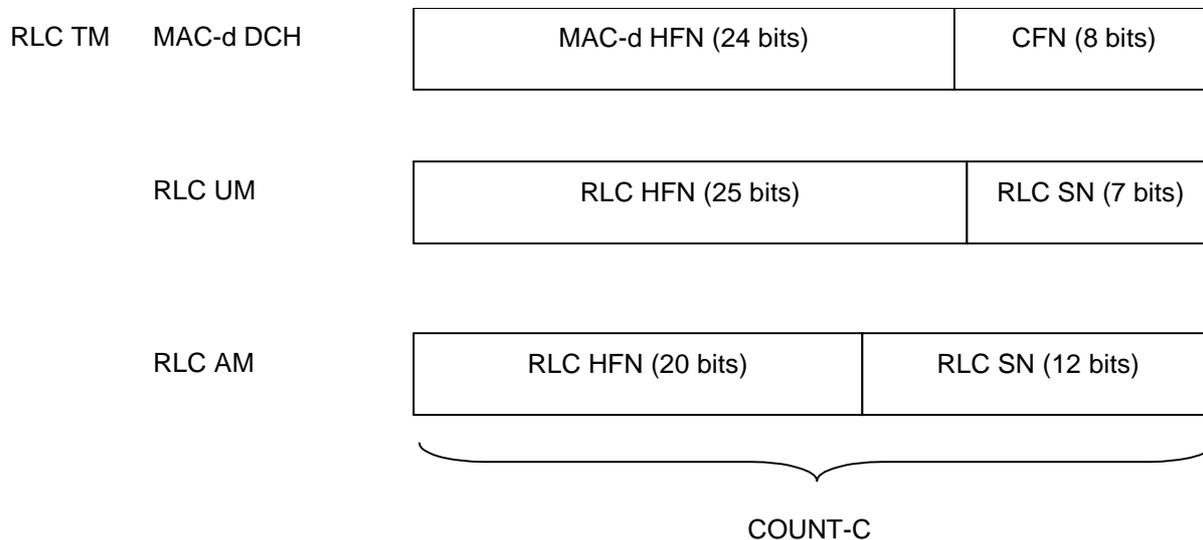 RLC TM MAC-d DCH MAC-d HFN (24 bits) CFN (8 bits)
RLC UM RLC HFN (25 bits) RLC SN (7 bits)
RLC AM RLC HFN (20 bits) RLC SN (12 bits)
COUNT-C